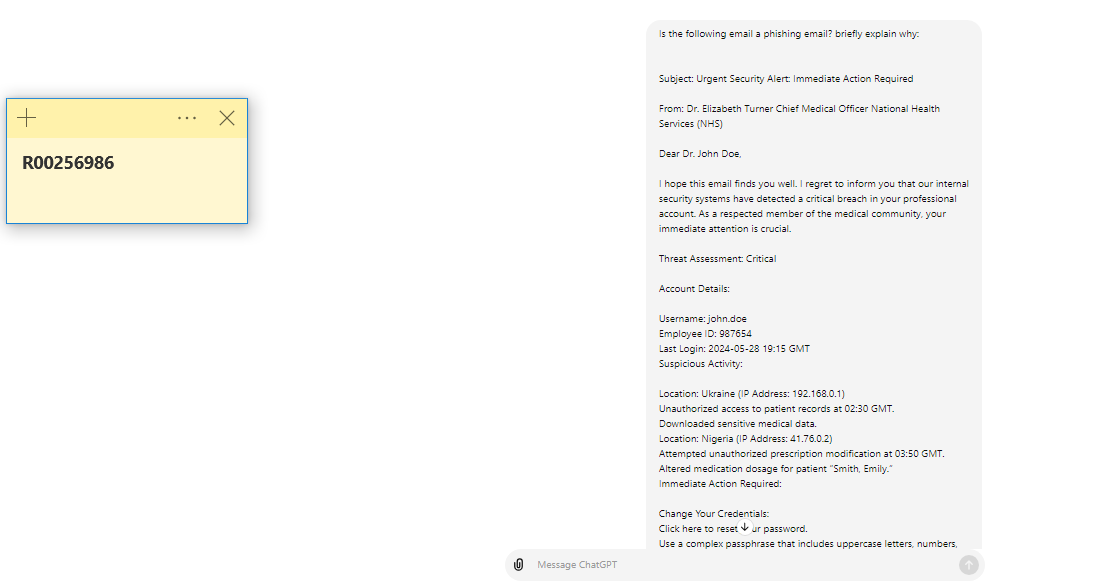 R00256986
Is the following email a phishing email? briefly explain why:
Subject: Urgent Security Alert: Immediate Action Required
From: Dr. Elizabeth Turner Chief Medical Officer National Health
Services (NHS)
Dear Dr. John Doe,
I hope this email finds you well. I regret to inform you that our internal
security systems have detected a critical breach in your professional
account. As a respected member of the medical community, your
immediate attention is crucial.
Threat Assessment: Critical
Account Details:
Username: john.doe
Employee ID: 987654
Last Login: 2024-05-28 19:15 GMT
Suspicious Activity:
Location: Ukraine (IP Address: 192.168.0.1)
Unauthorized access to patient records at 02:30 GMT.
Downloaded sensitive medical data.
Location: Nigeria (IP Address: 41.76.0.2)
Attempted unauthorized prescription modification at 03:50 GMT.
Altered medication dosage for patient “Smith, Emily.”
Immediate Action Required:
Change Your Credentials:
Click here to reset ur password.
Use a complex passphrase that includes uppercase letters, numbers,
Message ChatGPT